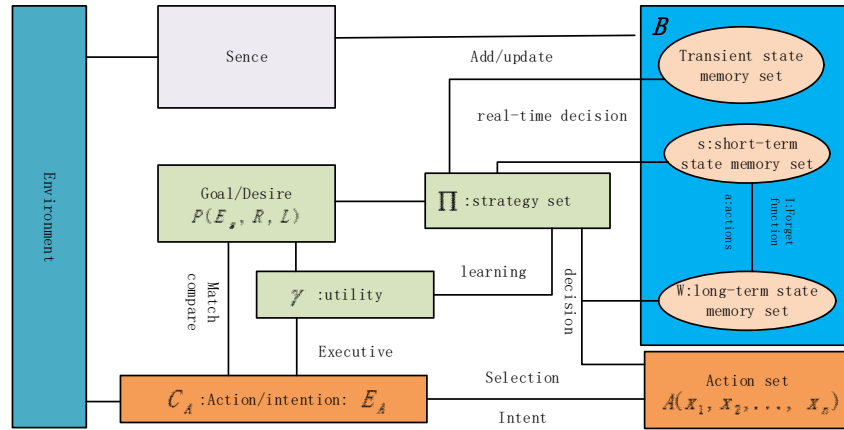 Environment
Sence
Add/update
B
Transient state
memory set
real-time decision
s:short-term
state memory set
Goal/Desire
P(E_s, R, L)
Π:strategy set
a:actions
I:Forget
function
Match
compare
γ :utility
learning
decision
W:long-term state
memory set
Executive
C_A :Action/intention: E_A
Selection
Intent
Action set
A(x_1, x_2, ..., x_n)